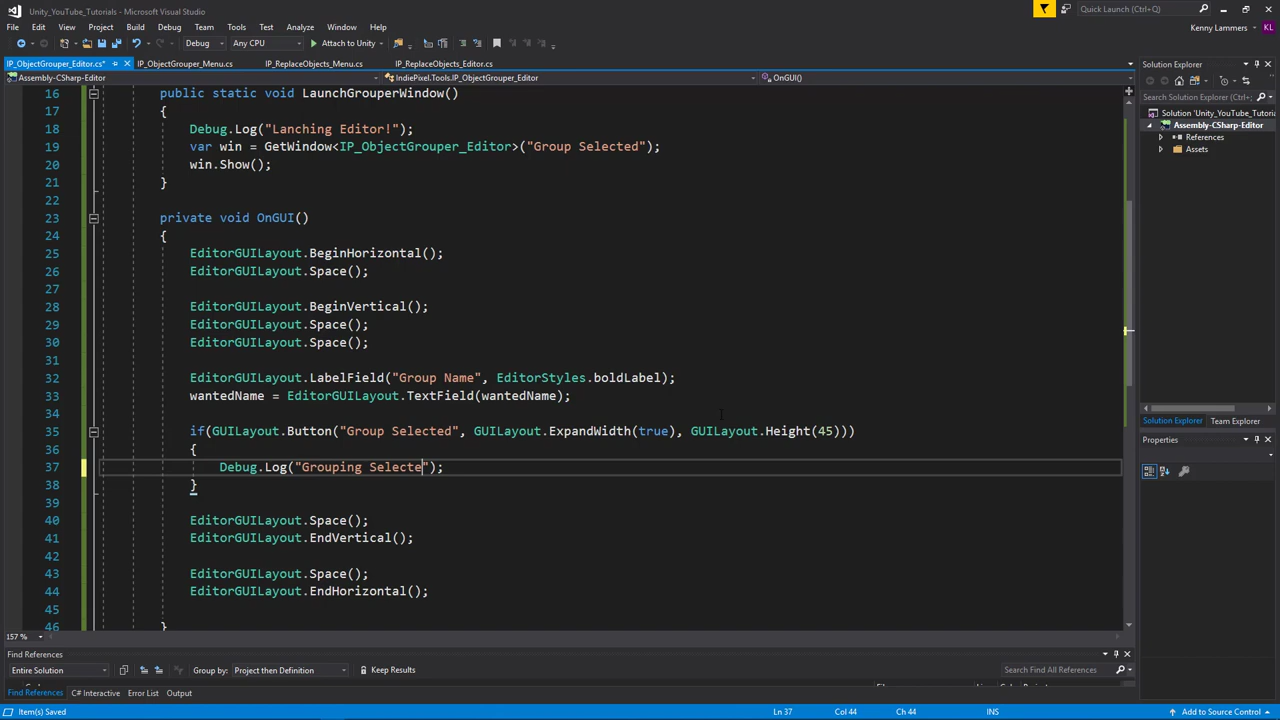 Unity_YouTube_Tutorials - Microsoft Visual Studio
Quick Launch (Ctrl+Q)
File Edit View Project Build Debug Team Tools Test Analyze Window Help
Kenny Lammers KL
Debug Any CPU Attach to Unity
IP_ObjectGrouper_Editor.cs* IP_ObjectGrouper_Menu.cs IP_ReplaceObjects_Menu.cs IP_ReplaceObjects_Editor.cs
Assembly-CSharp-Editor IndiePixel.Tools.IP_ObjectGrouper_Editor OnGUI()
16 public static void LaunchGrouperWindow()
17 {
18 Debug.Log("Lanching Editor!");
19 var win = GetWindow<IP_ObjectGrouper_Editor>("Group Selected");
20 win.Show();
21 }
22
23 private void OnGUI()
24 {
25 EditorGUILayout.BeginHorizontal();
26 EditorGUILayout.Space();
27
28 EditorGUILayout.BeginVertical();
29 EditorGUILayout.Space();
30 EditorGUILayout.Space();
31
32 EditorGUILayout.LabelField("Group Name", EditorStyles.boldLabel);
33 wantedName = EditorGUILayout.TextField(wantedName);
34
35 if(GUILayout.Button("Group Selected", GUILayout.ExpandWidth(true), GUILayout.Height(45)))
36 {
37 Debug.Log("Grouping Selecte");
38 }
39
40 EditorGUILayout.Space();
41 EditorGUILayout.EndVertical();
42
43 EditorGUILayout.Space();
44 EditorGUILayout.EndHorizontal();
45
46 }
157 %
Solution Explorer
Search Solution Explorer
Solution 'Unity_YouTube_Tutorials'
Assembly-CSharp-Editor
References
Assets
Solution Explorer Team Explorer
Properties
Find References
Entire Solution Group by: Project then Definition Keep Results Search Find All References
Find References C# Interactive Error List Output
Item(s) Saved Ln 37 Col 44 Ch 44 INS Add to Source Control